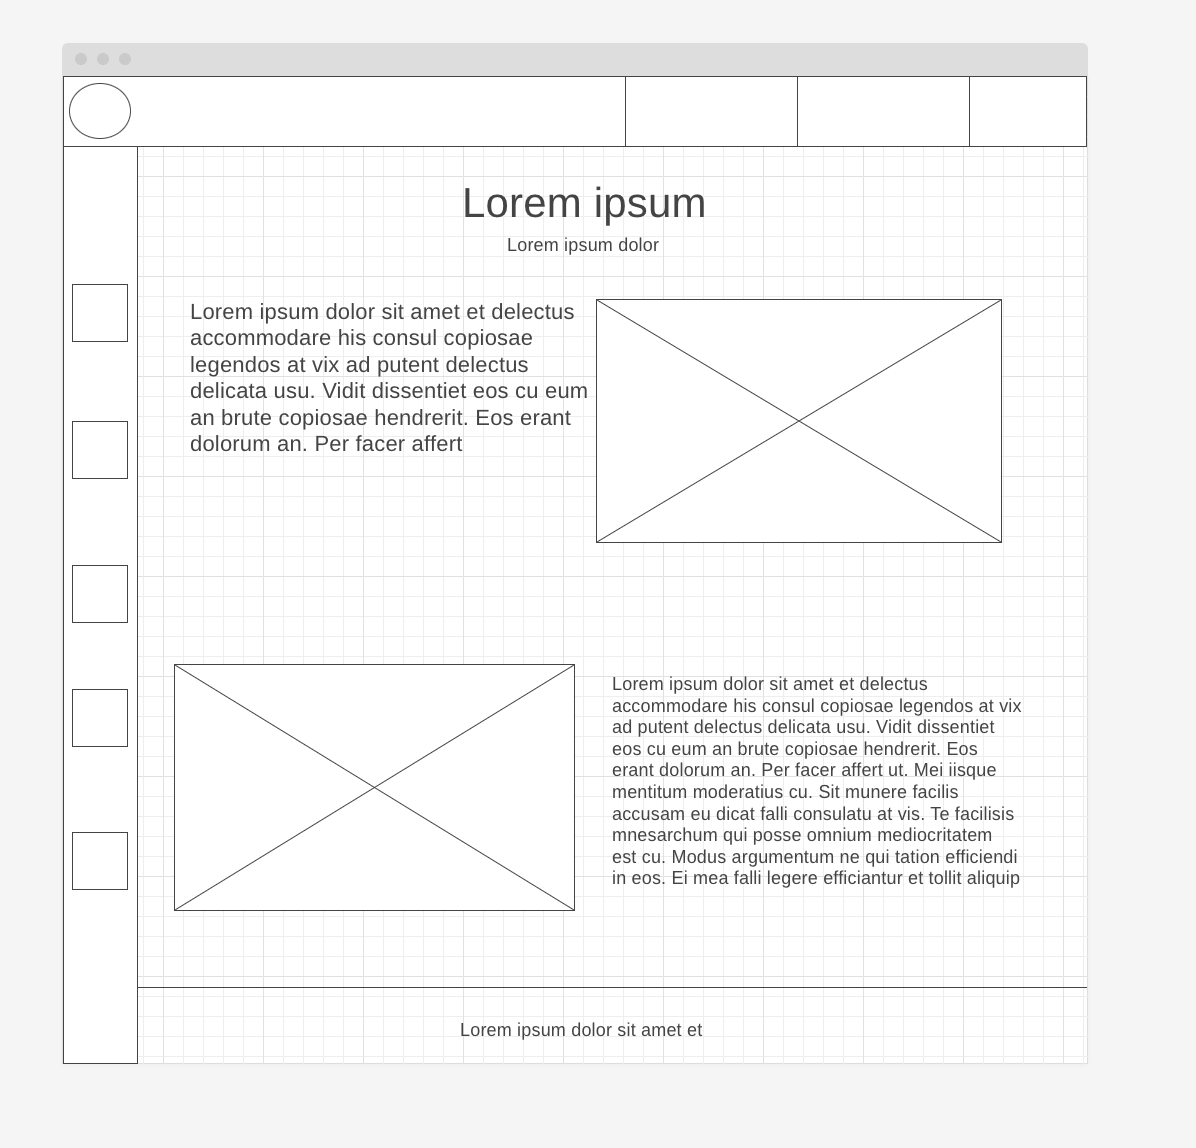 Lorem ipsum
Lorem ipsum dolor
Lorem ipsum dolor sit amet et delectus
accommodare his consul copiosae
legendos at vix ad putent delectus
delicata usu. Vidit dissentiet eos cu eum
an brute copiosae hendrerit. Eos erant
dolorum an. Per facer affert
Lorem ipsum dolor sit amet et delectus
accommodare his consul copiosae legendos at vix
ad putent delectus delicata usu. Vidit dissentiet
eos cu eum an brute copiosae hendrerit. Eos
erant dolorum an. Per facer affert ut. Mei iisque
mentitum moderatius cu. Sit munere facilis
accusam eu dicat falli consulatu at vis. Te facilisis
mnesarchum qui posse omnium mediocritatem
est cu. Modus argumentum ne qui tation efficiendi
in eos. Ei mea falli legere efficiantur et tollit aliquip
Lorem ipsum dolor sit amet et